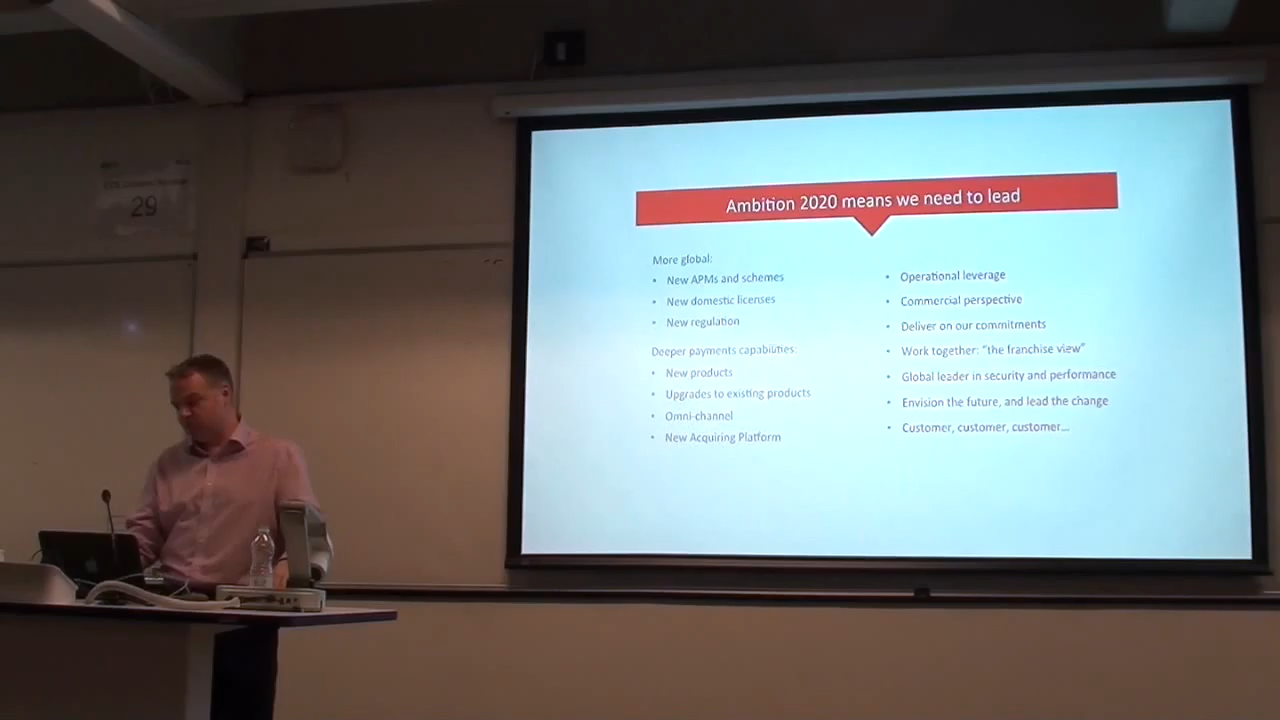 29
Ambition 2020 means we need to lead
More global:
• New APMs and schemes
• New domestic licenses
• New regulation
Deeper payments capabilities:
• New products
• Upgrades to existing products
• Omni-channel
• New Acquiring Platform
• Operational leverage
• Commercial perspective
• Deliver on our commitments
• Work together: “the franchise view”
• Global leader in security and performance
• Envision the future, and lead the change
• Customer, customer, customer…